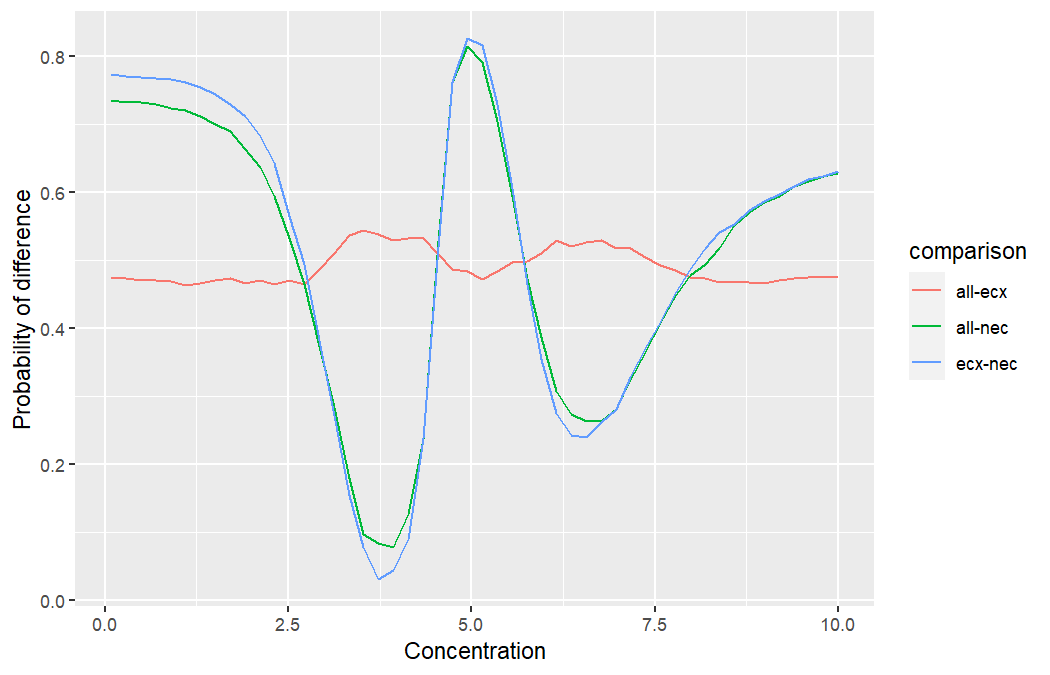 Probability of difference
0.8
0.6
0.4
0.2
0.0
0.0 2.5 5.0 7.5 10.0
Concentration
comparison
all-ecx
all-nec
ecx-nec